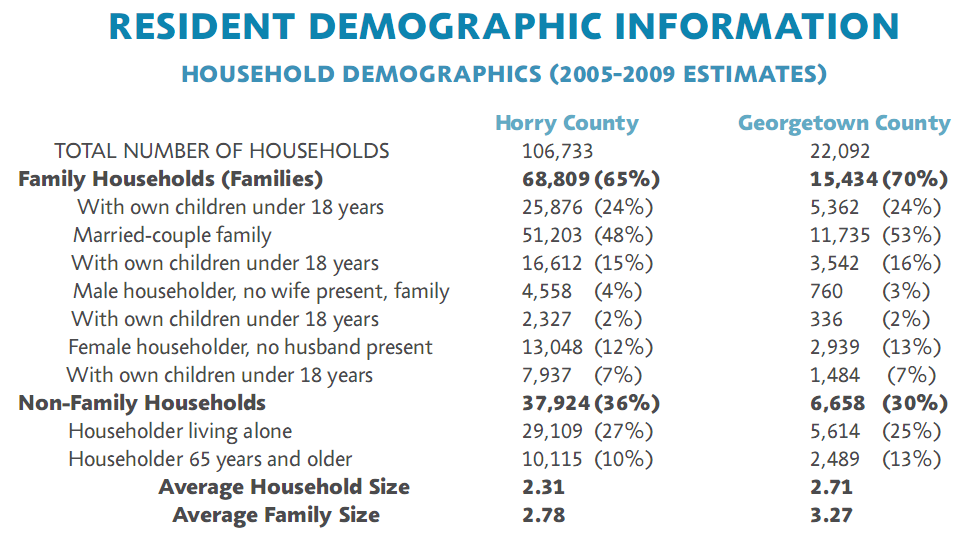 RESIDENT DEMOGRAPHIC INFORMATION
HOUSEHOLD DEMOGRAPHICS (2005-2009 ESTIMATES)
Horry County Georgetown County
TOTAL NUMBER OF HOUSEHOLDS 106,733 22,092
Family Households (Families) 68,809 (65%) 15,434 (70%)
With own children under 18 years 25,876 (24%) 5,362 (24%)
Married-couple family 51,203 (48%) 11,735 (53%)
With own children under 18 years 16,612 (15%) 3,542 (16%)
Male householder, no wife present, family 4,558 (4%) 760 (3%)
With own children under 18 years 2,327 (2%) 336 (2%)
Female householder, no husband present 13,048 (12%) 2,939 (13%)
With own children under 18 years 7,937 (7%) 1,484 (7%)
Non-Family Households 37,924 (36%) 6,658 (30%)
Householder living alone 29,109 (27%) 5,614 (25%)
Householder 65 years and older 10,115 (10%) 2,489 (13%)
Average Household Size 2.31 2.71
Average Family Size 2.78 3.27